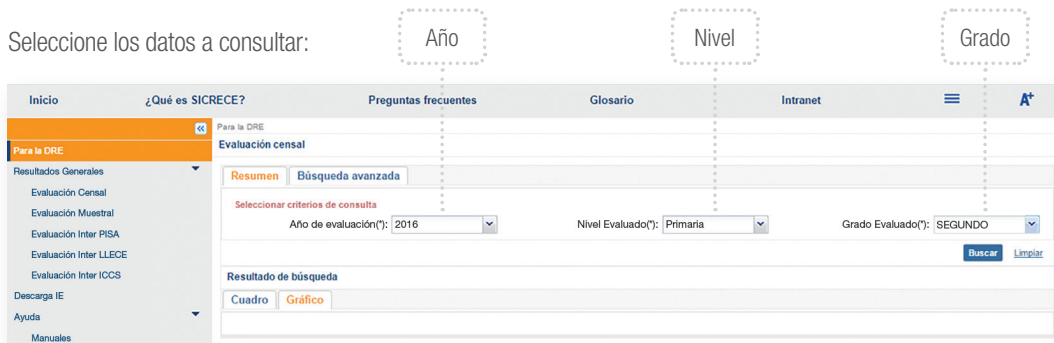 Seleccione los datos a consultar:
Año
Nivel
Grado
Inicio
¿Qué es SICRECE?
Preguntas frecuentes
Glosario
Intranet
A+
Para la DRE
Resultados Generales
Evaluación Censal
Evaluación Muestral
Evaluación Inter PISA
Evaluación Inter LLECE
Evaluación Inter ICCS
Descarga IE
Ayuda
Manuales
Para la DRE
Evaluación censal
Resumen
Búsqueda avanzada
Seleccionar criterios de consulta
Año de evaluación(*): 2016
Nivel Evaluado(*): Primaria
Grado Evaluado(*): SEGUNDO
Buscar
Limpiar
Resultado de búsqueda
Cuadro
Gráfico